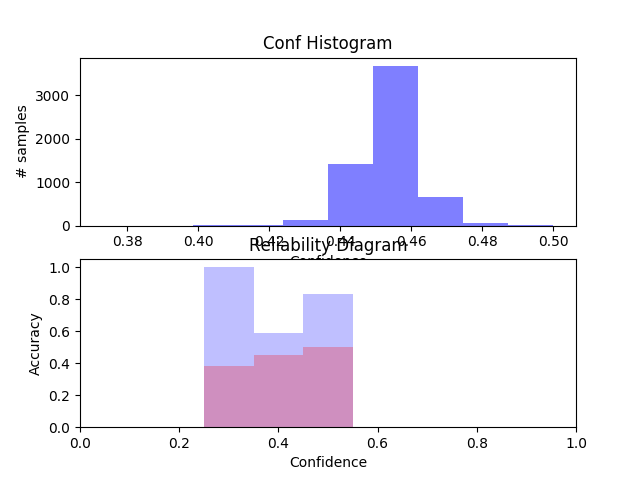 Conf Histogram
# samples
3000
2000
1000
0
0.38 0.40 0.42 0.44 0.46 0.48 0.50
Confidence
Reliability Diagram
Accuracy
1.0
0.8
0.6
0.4
0.2
0.0
0.0 0.2 0.4 0.6 0.8 1.0
Confidence